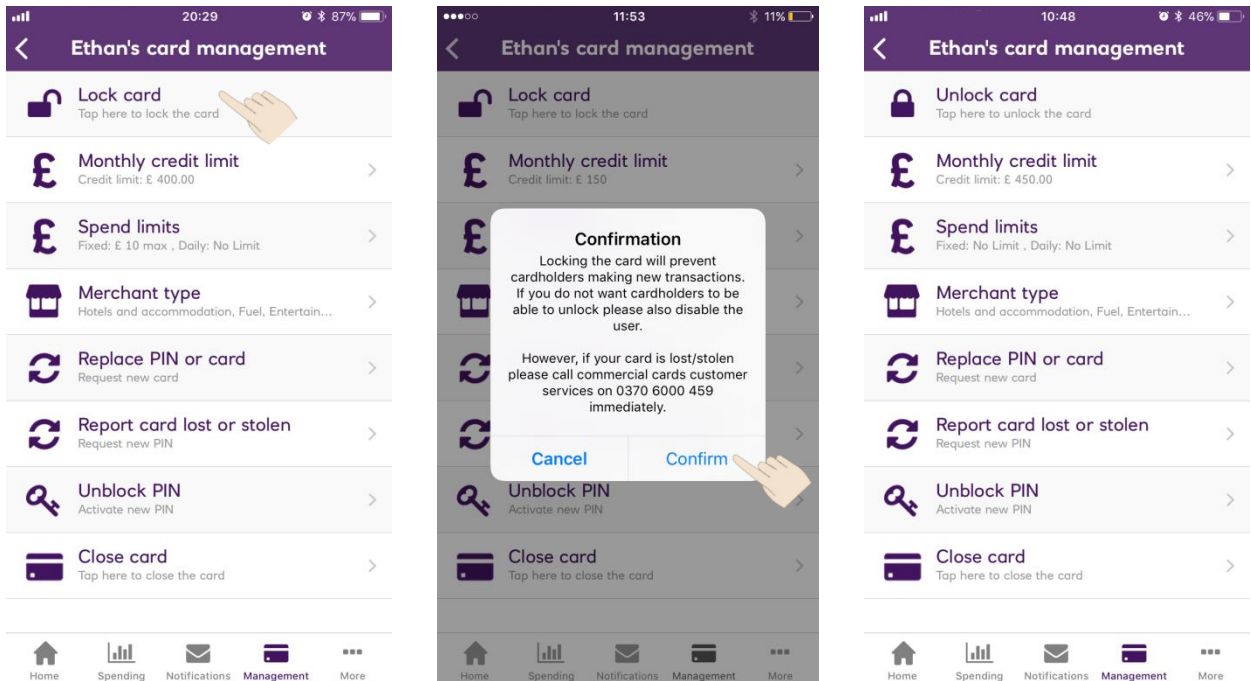 20:29
87%
Ethan's card management
Lock card
Tap here to lock the card
Monthly credit limit
Credit limit: £ 400.00
Spend limits
Fixed: £ 10 max , Daily: No Limit
Merchant type
Hotels and accommodation, Fuel, Entertain...
Replace PIN or card
Request new card
Report card lost or stolen
Request new PIN
Unblock PIN
Activate new PIN
Close card
Tap here to close the card
Home
Spending
Notifications
Management
More
11:53
11%
Ethan's card management
Lock card
Tap here to lock the card
Monthly credit limit
Credit limit: £ 150
Confirmation
Locking the card will prevent
cardholders making new transactions.
If you do not want cardholders to be
able to unlock please also disable the
user.
However, if your card is lost/stolen
please call commercial cards customer
services on 0370 6000 459
immediately.
Cancel
Confirm
Unblock PIN
Activate new PIN
Close card
Tap here to close the card
Home
Spending
Notifications
Management
More
10:48
46%
Ethan's card management
Unlock card
Tap here to unlock the card
Monthly credit limit
Credit limit: £ 450.00
Spend limits
Fixed: No Limit , Daily: No Limit
Merchant type
Hotels and accommodation, Fuel, Entertain...
Replace PIN or card
Request new card
Report card lost or stolen
Request new PIN
Unblock PIN
Activate new PIN
Close card
Tap here to close the card
Home
Spending
Notifications
Management
More